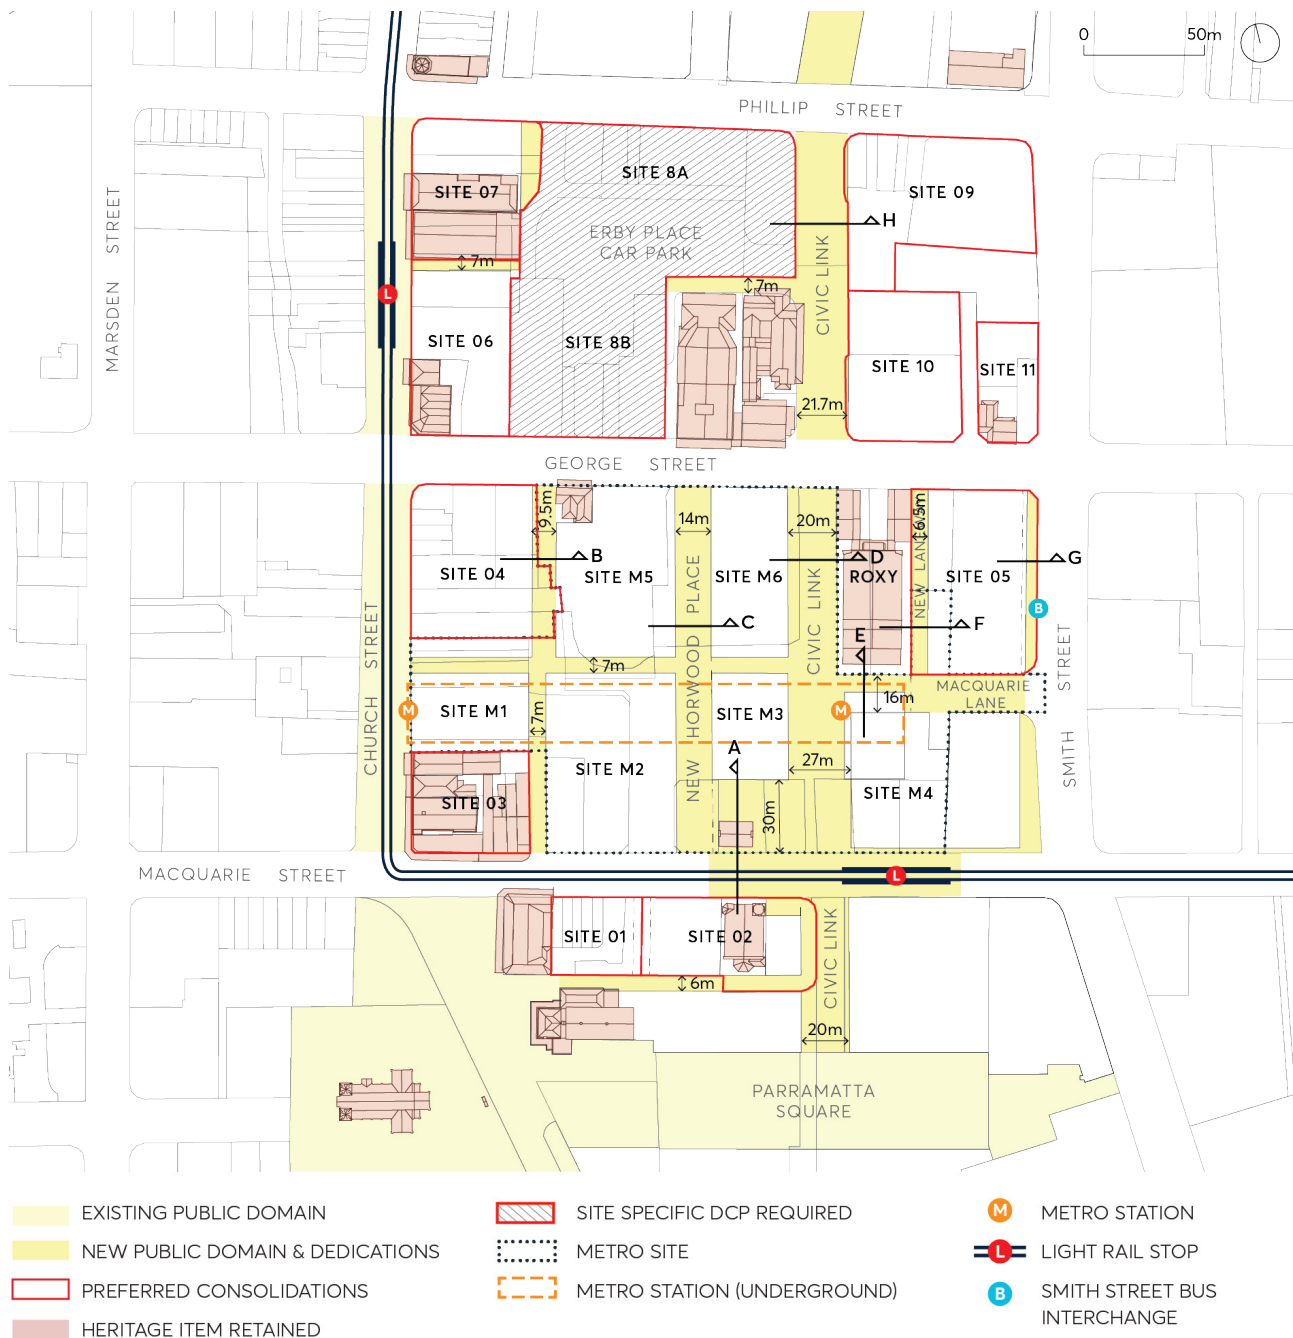 0 50m
PHILLIP STREET
MARSDEN STREET
SITE 8A
SITE 07
SITE 09
H
ERBY PLACE
CAR PARK
CIVIC LINK
7m
7m
L
SITE 06
SITE 8B
SITE 10
SITE 11
21.7m
GEORGE STREET
9.5m
14m
20m
6.5m
NEW LANE
B
D
G
SITE 04
SITE M5
SITE M6
ROXY
SITE 05
B
NEW HORWOOD PLACE
CIVIC LINK
C
F
E
CHURCH STREET
SMITH STREET
7m
MACQUARIE
LANE
16m
M
SITE M1
7m
SITE M3
M
A
SITE M2
27m
SITE M4
SITE 03
30m
MACQUARIE STREET
L
SITE 01
SITE 02
CIVIC LINK
6m
20m
PARRAMATTA
SQUARE
EXISTING PUBLIC DOMAIN
NEW PUBLIC DOMAIN & DEDICATIONS
PREFERRED CONSOLIDATIONS
HERITAGE ITEM RETAINED
SITE SPECIFIC DCP REQUIRED
METRO SITE
METRO STATION (UNDERGROUND)
M METRO STATION
L LIGHT RAIL STOP
B SMITH STREET BUS
INTERCHANGE